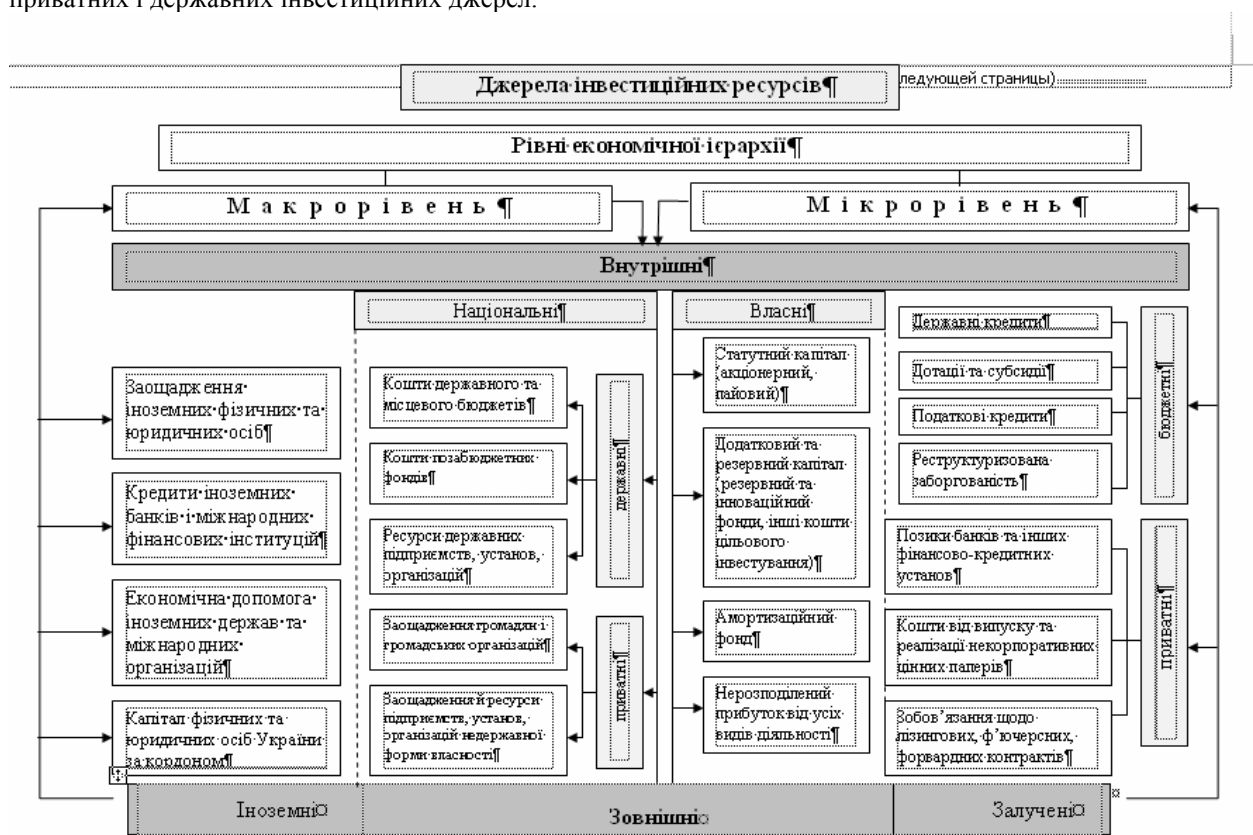 приватних і державних інвестиційних джерел.
Джерела·інвестиційних·ресурсів¶
ледующей страницы)
Рівні·економічної·ієрархії¶
Макрорівень¶
Мікрорівень¶
Внутрішні¶
Національні¶
Власні¶
Заощадження·
іноземних·фізичних·та·
юридичних·осіб¶
Кредити·іноземних·
банків·і·міжнародних·
фінансових·інституцій¶
Економічна·допомога·
іноземних·держав·та·
міжнародних·
організацій¶
Капітал·фізичних·та·
юридичних·осіб·України·
за·кордоном¶
Кошти·державного·та·
місцевого·бюджетів¶
Кошти·позабюджетних·
фондів¶
Ресурси·державних·
підприємств,·установ,·
організацій¶
державні¶
Заощадження·громадян·і·
громадських·організацій¶
Заощадження·й·ресурси·
підприємств,·установ,·
організацій·недержавної·
форми·власності¶
приватні¶
Статутний·капітал·
(акціонерний,·
пайовий)¶
Додатковий·та·
резервний·капітал·
(резервний·та·
інноваційний·
фонди,·інші·кошти·
цільового·
інвестування)¶
Амортизаційний·
фонд¶
Нерозподілений·
прибуток·від·усіх·
видів·діяльності¶
Державні·кредити¶
Дотації·та·субсидії¶
Податкові·кредити¶
Реструктуризована·
заборгованість¶
бюджетні¶
Позики·банків·та·інших·
фінансово-кредитних·
установ¶
Кошти·від·випуску·та·
реалізації·некорпоративних·
цінних·паперів¶
Зобов’язання·щодо·
лізингових,·ф’ючерсних,·
форвардних·контрактів¶
приватні¶
Іноземні¤
Зовнішні¤
Залучені¤
¤